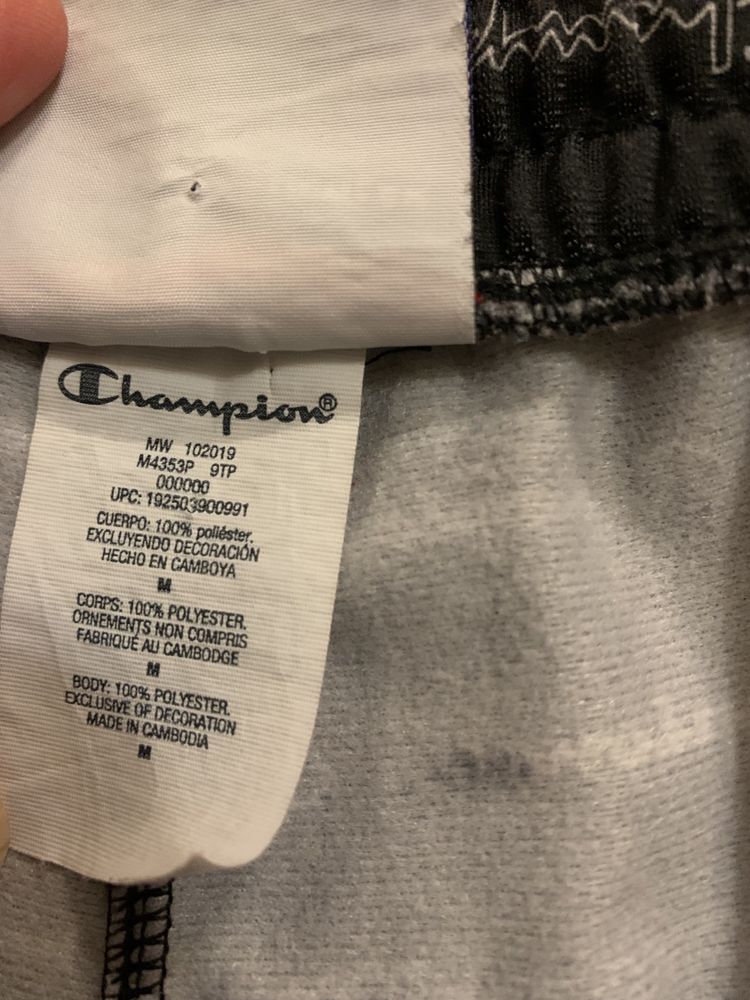 Champion®
MW 102019
M4353P 9TP
000000
UPC: 192503900991
CUERPO: 100% poliéster.
EXCLUYENDO DECORACIÓN
HECHO EN CAMBOYA
M
CORPS: 100% POLYESTER.
ORNEMENTS NON COMPRIS
FABRIQUÉ AU CAMBODGE
M
BODY: 100% POLYESTER.
EXCLUSIVE OF DECORATION
MADE IN CAMBODIA
M